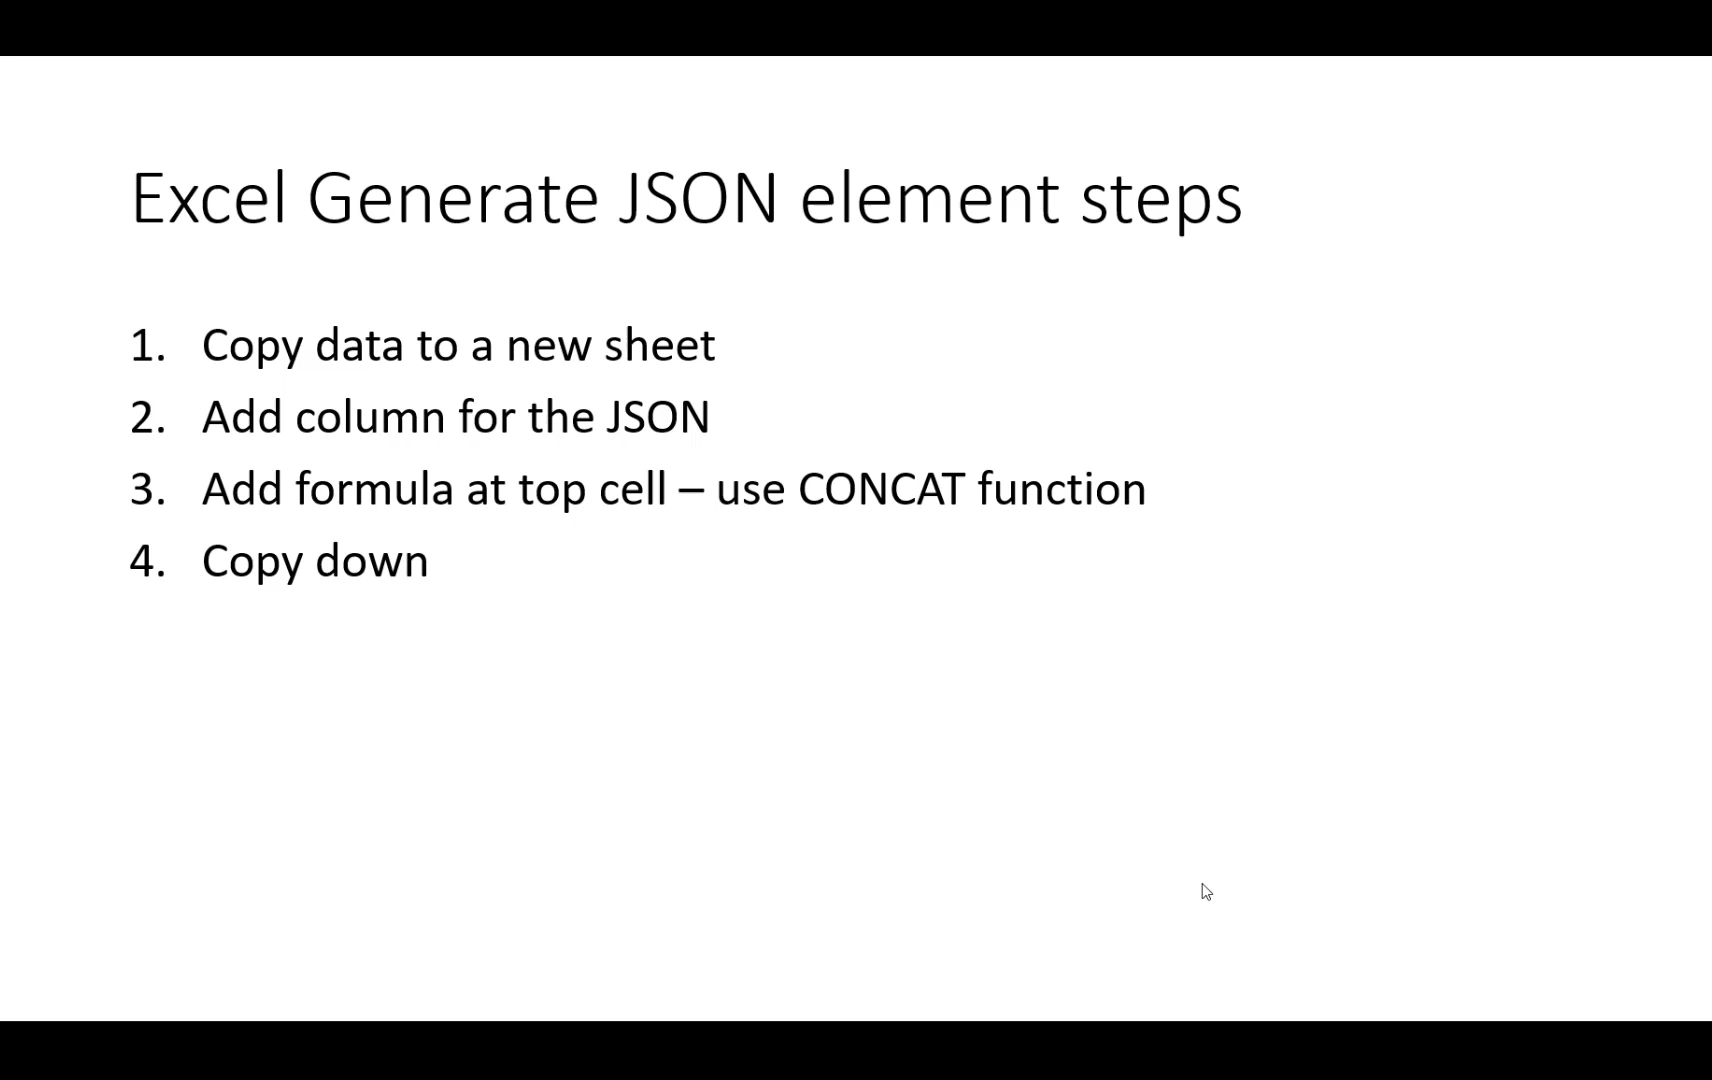 Excel Generate JSON element steps
1. Copy data to a new sheet
2. Add column for the JSON
3. Add formula at top cell – use CONCAT function
4. Copy down